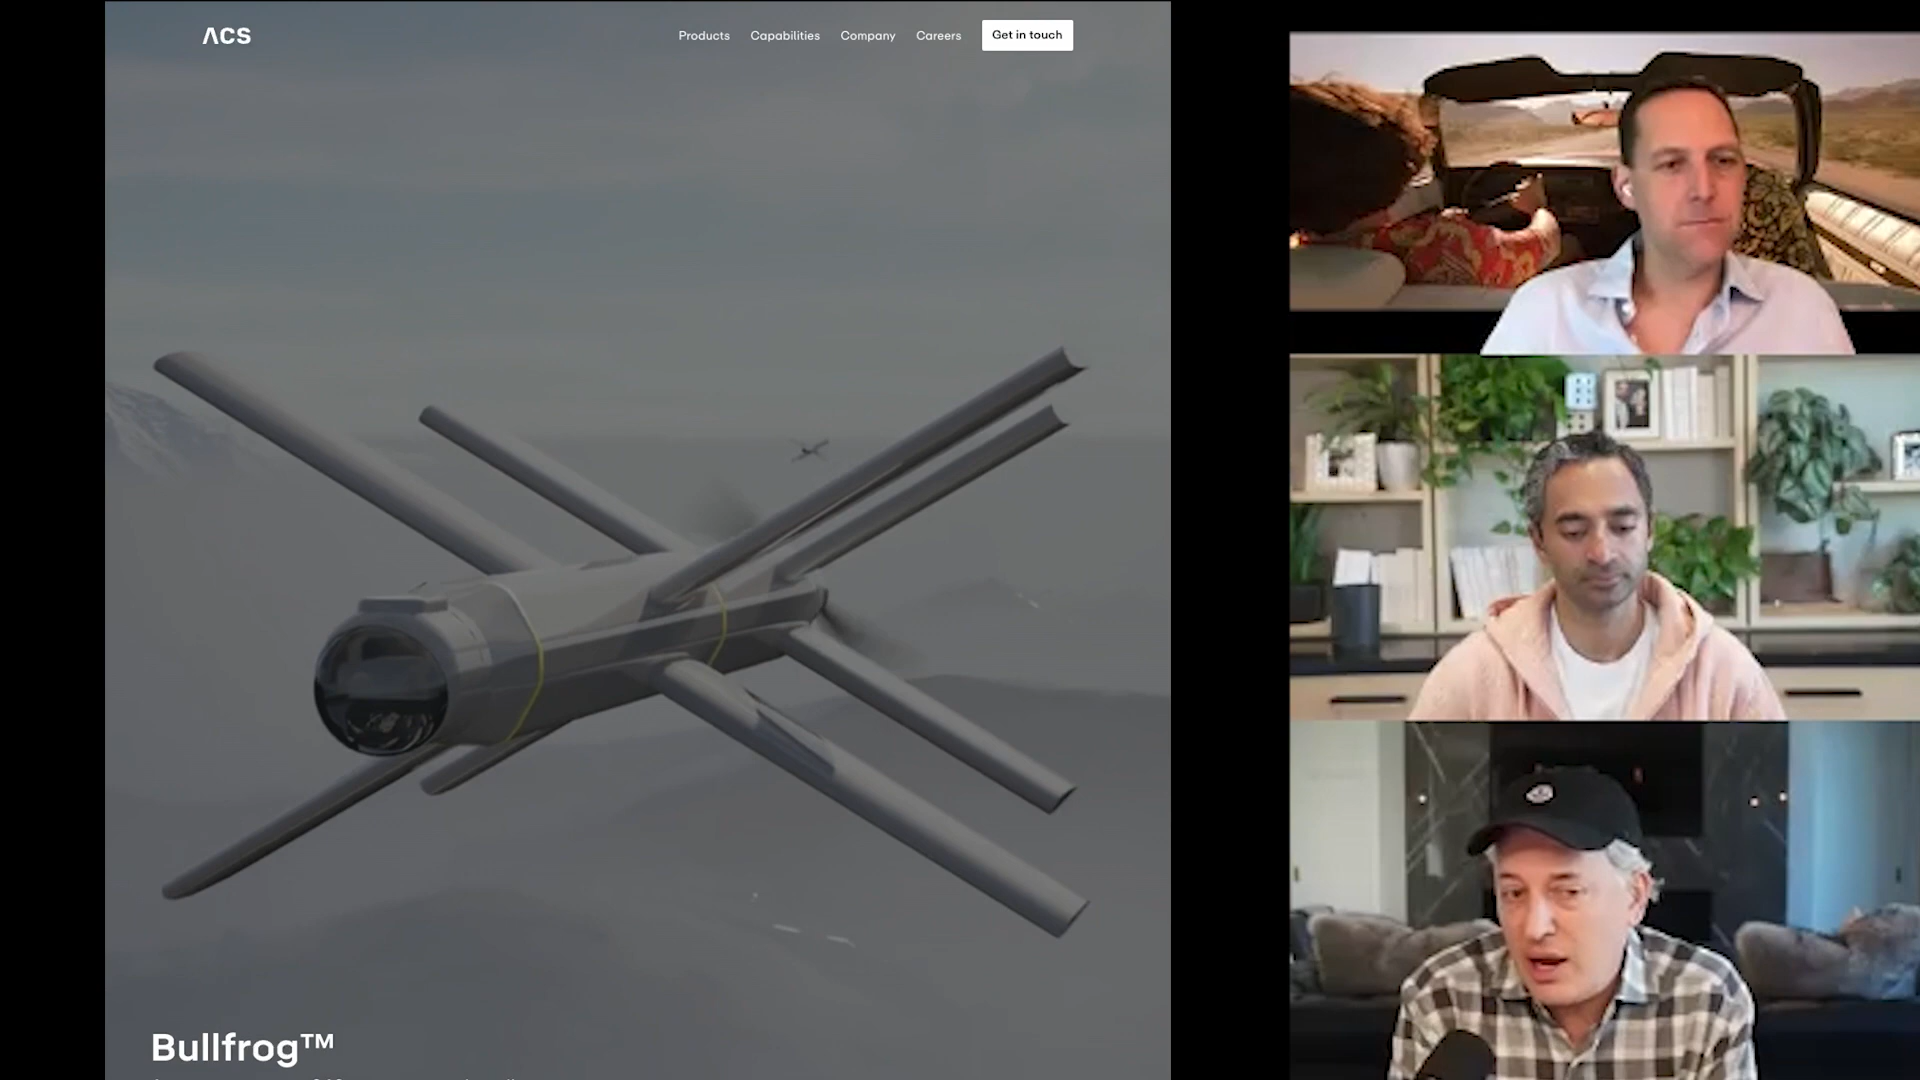 ΛCS
Products Capabilities Company Careers Get in touch
Bullfrog™